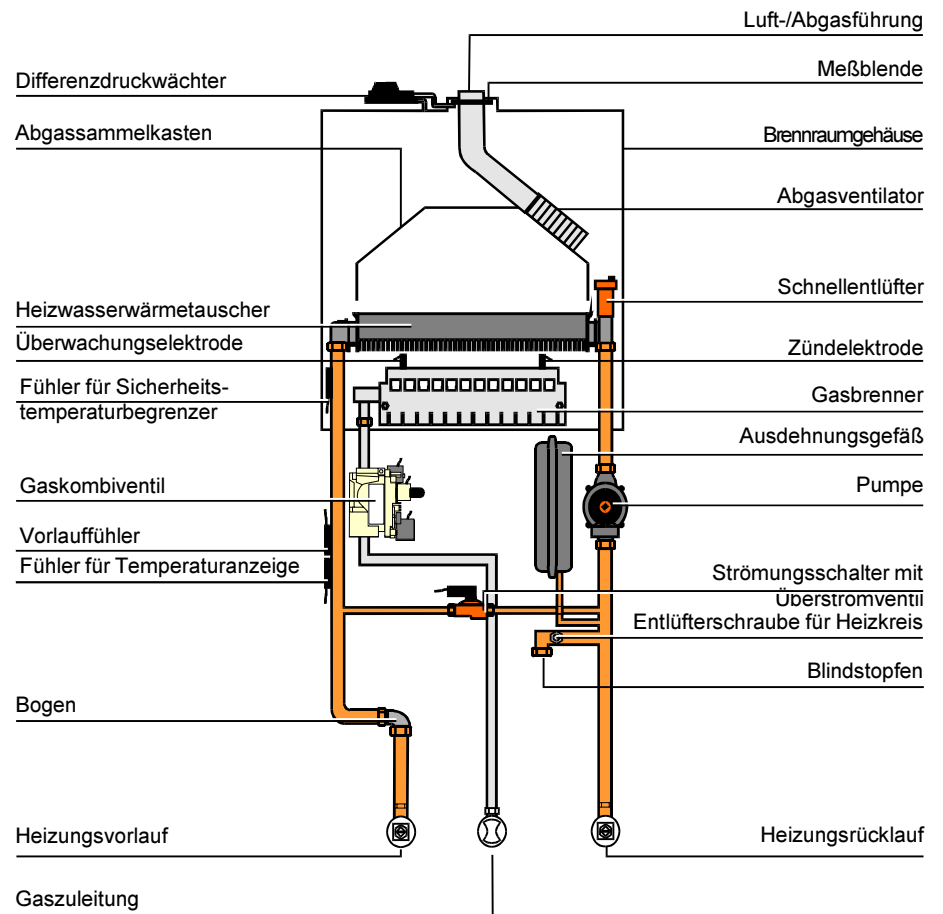 Luft-/Abgasführung
Differenzdruckwächter
Meßblende
Abgassammelkasten
Brennraumgehäuse
Abgasventilator
Schnellentlüfter
Heizwasserwärmetauscher
Überwachungselektrode
Zündelektrode
Fühler für Sicherheits-
temperaturbegrenzer
Gasbrenner
Ausdehnungsgefäß
Gaskombiventil
Pumpe
Vorlauffühler
Fühler für Temperaturanzeige
Strömungsschalter mit
Überstromventil
Entlüfterschraube für Heizkreis
Blindstopfen
Bogen
Heizungsvorlauf
Heizungsrücklauf
Gaszuleitung